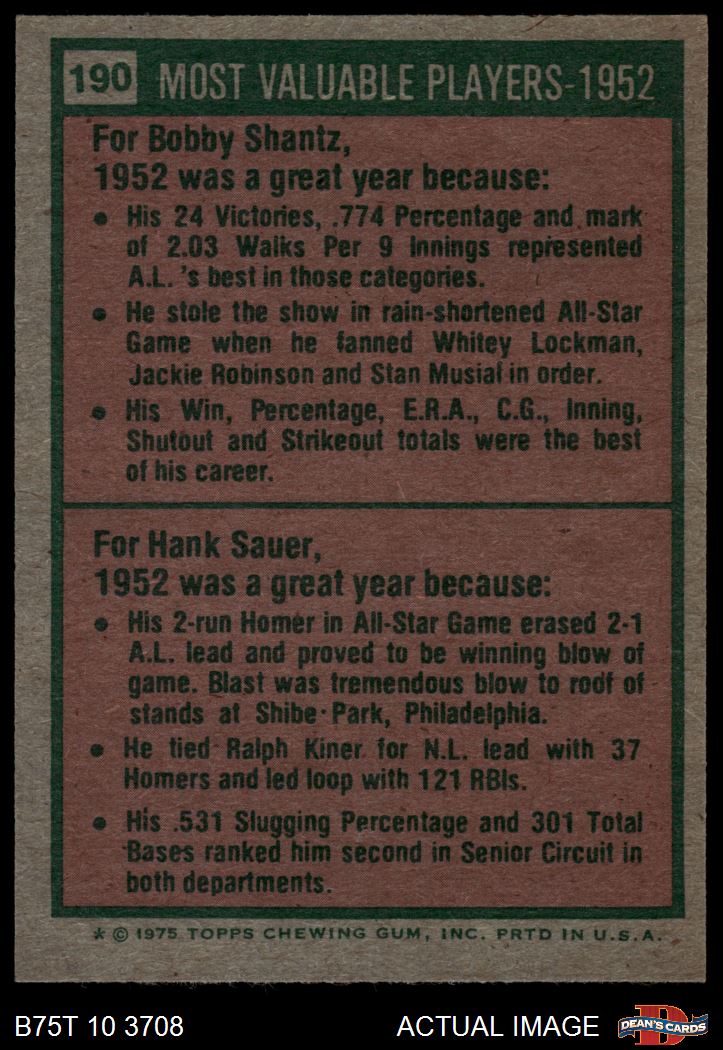 190 MOST VALUABLE PLAYERS-1952
For Bobby Shantz,
1952 was a great year because:
• His 24 Victories, .774 Percentage and mark
of 2.03 Walks Per 9 Innings represented
A.L. 's best in those categories.
• He stole the show in rain-shortened All-Star
Game when he fanned Whitey Lockman,
Jackie Robinson and Stan Musial in order.
• His Win, Percentage, E.R.A., C.G., Inning,
Shutout and Strikeout totals were the best
of his career.
For Hank Sauer,
1952 was a great year because:
• His 2-run Homer in All-Star Game erased 2-1
A.L. lead and proved to be winning blow of
game. Blast was tremendous blow to roof of
stands at Shibe Park, Philadelphia.
• He tied Ralph Kiner for N.L. lead with 37
Homers and led loop with 121 RBIs.
• His .531 Slugging Percentage and 301 Total
Bases ranked him second in Senior Circuit in
both departments.
* © 1975 TOPPS CHEWING GUM, INC. PRTD IN U.S.A.
B75T 10 3708 ACTUAL IMAGE D DEAN'S CARDS